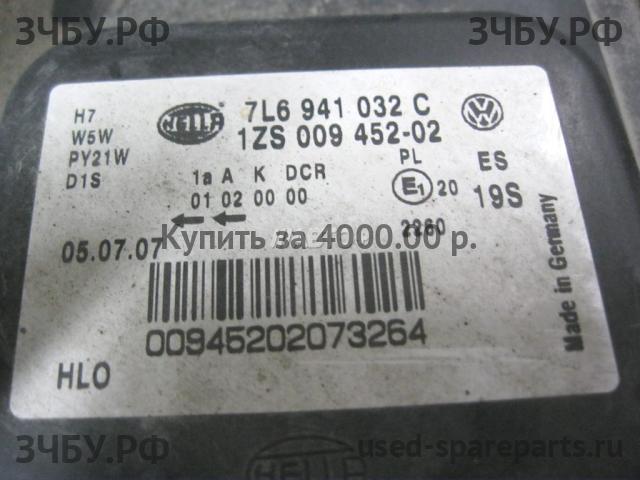 ЗЧБУ.РФ ЗЧБУ.РФ
H7
W5W
PY21W
D1S
HELLA
7L6 941 032 C
1ZS 009 452-02
1a A K DCR
01 02 00 00
PL
E1 20
2260
ES
19S
05.07.07
Купить за 4000.00 р.
00945202073264
HLO
Made in Germany
ЗЧБУ.РФ
used-spareparts.ru
HELLA